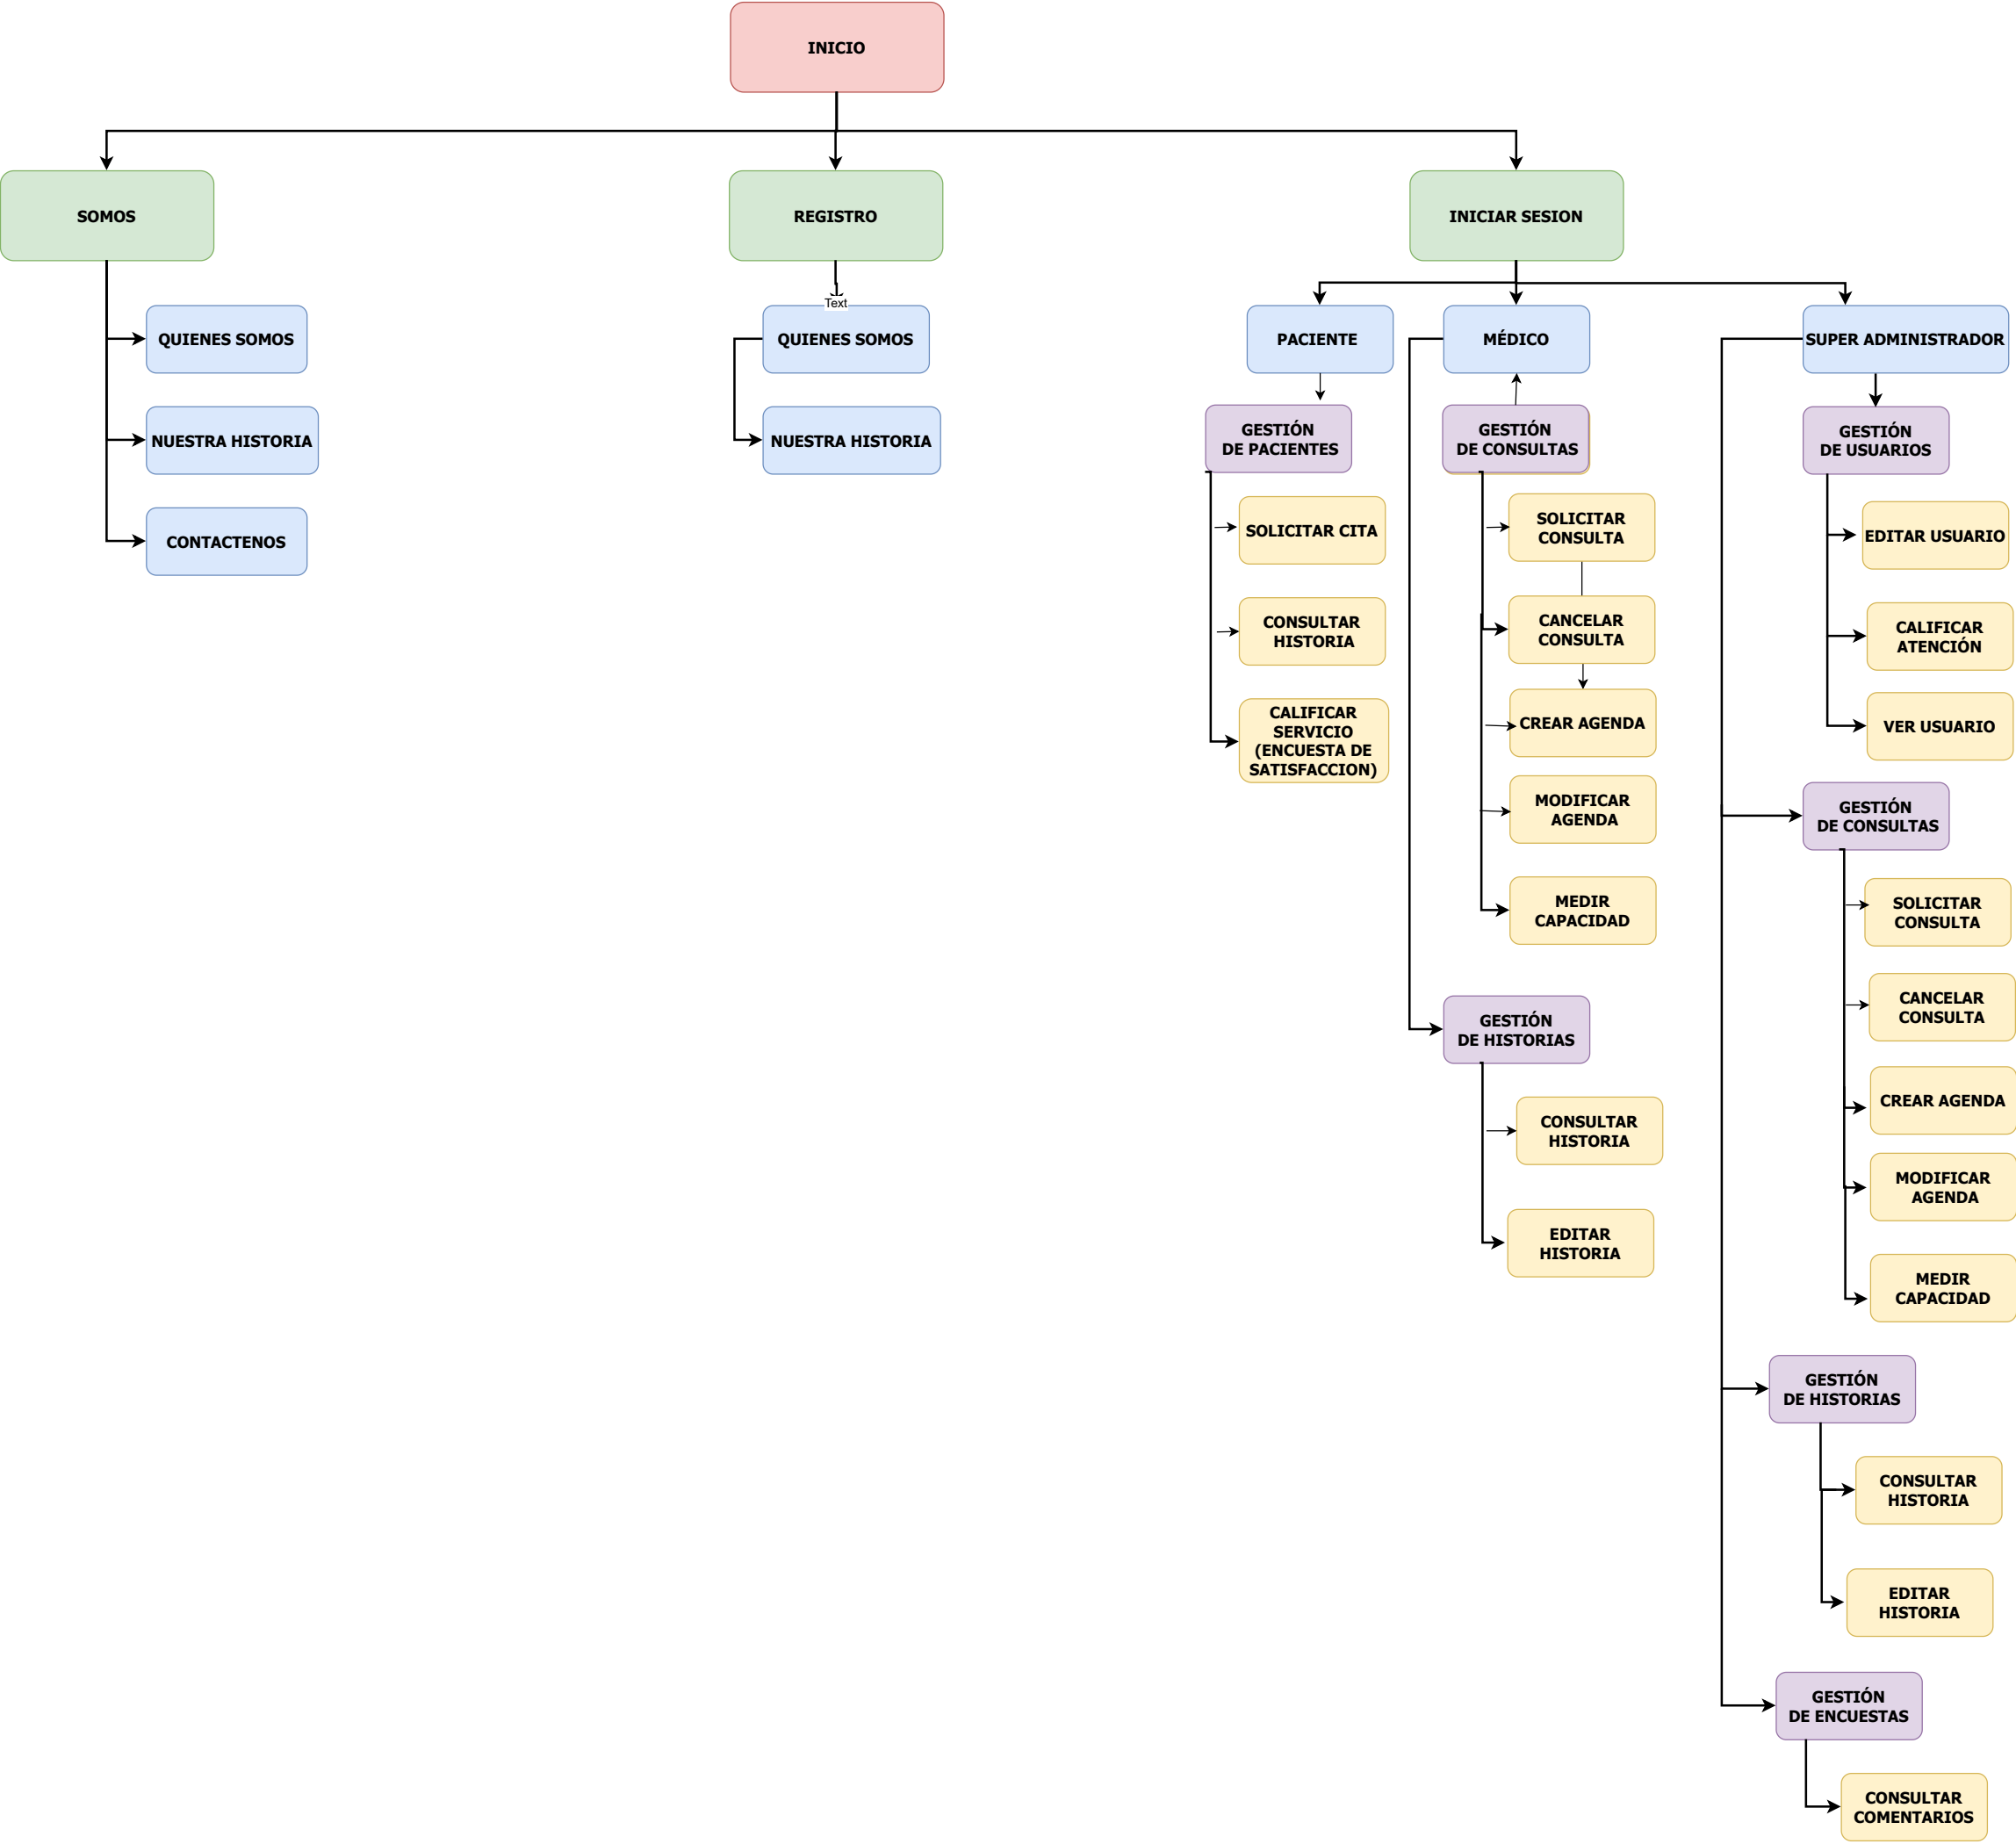 INICIO
SOMOS
REGISTRO
INICIAR SESION
QUIENES SOMOS
NUESTRA HISTORIA
CONTACTENOS
Text
QUIENES SOMOS
NUESTRA HISTORIA
PACIENTE
GESTIÓN
DE PACIENTES
SOLICITAR CITA
CONSULTAR
HISTORIA
CALIFICAR
SERVICIO
(ENCUESTA DE
SATISFACCION)
MÉDICO
GESTIÓN
DE CONSULTAS
SOLICITAR
CONSULTA
CANCELAR
CONSULTA
CREAR AGENDA
MODIFICAR
AGENDA
MEDIR
CAPACIDAD
GESTIÓN
DE HISTORIAS
CONSULTAR
HISTORIA
EDITAR
HISTORIA
SUPER ADMINISTRADOR
GESTIÓN
DE USUARIOS
EDITAR USUARIO
CALIFICAR
ATENCIÓN
VER USUARIO
GESTIÓN
DE CONSULTAS
SOLICITAR
CONSULTA
CANCELAR
CONSULTA
CREAR AGENDA
MODIFICAR
AGENDA
MEDIR
CAPACIDAD
GESTIÓN
DE HISTORIAS
CONSULTAR
HISTORIA
EDITAR
HISTORIA
GESTIÓN
DE ENCUESTAS
CONSULTAR
COMENTARIOS